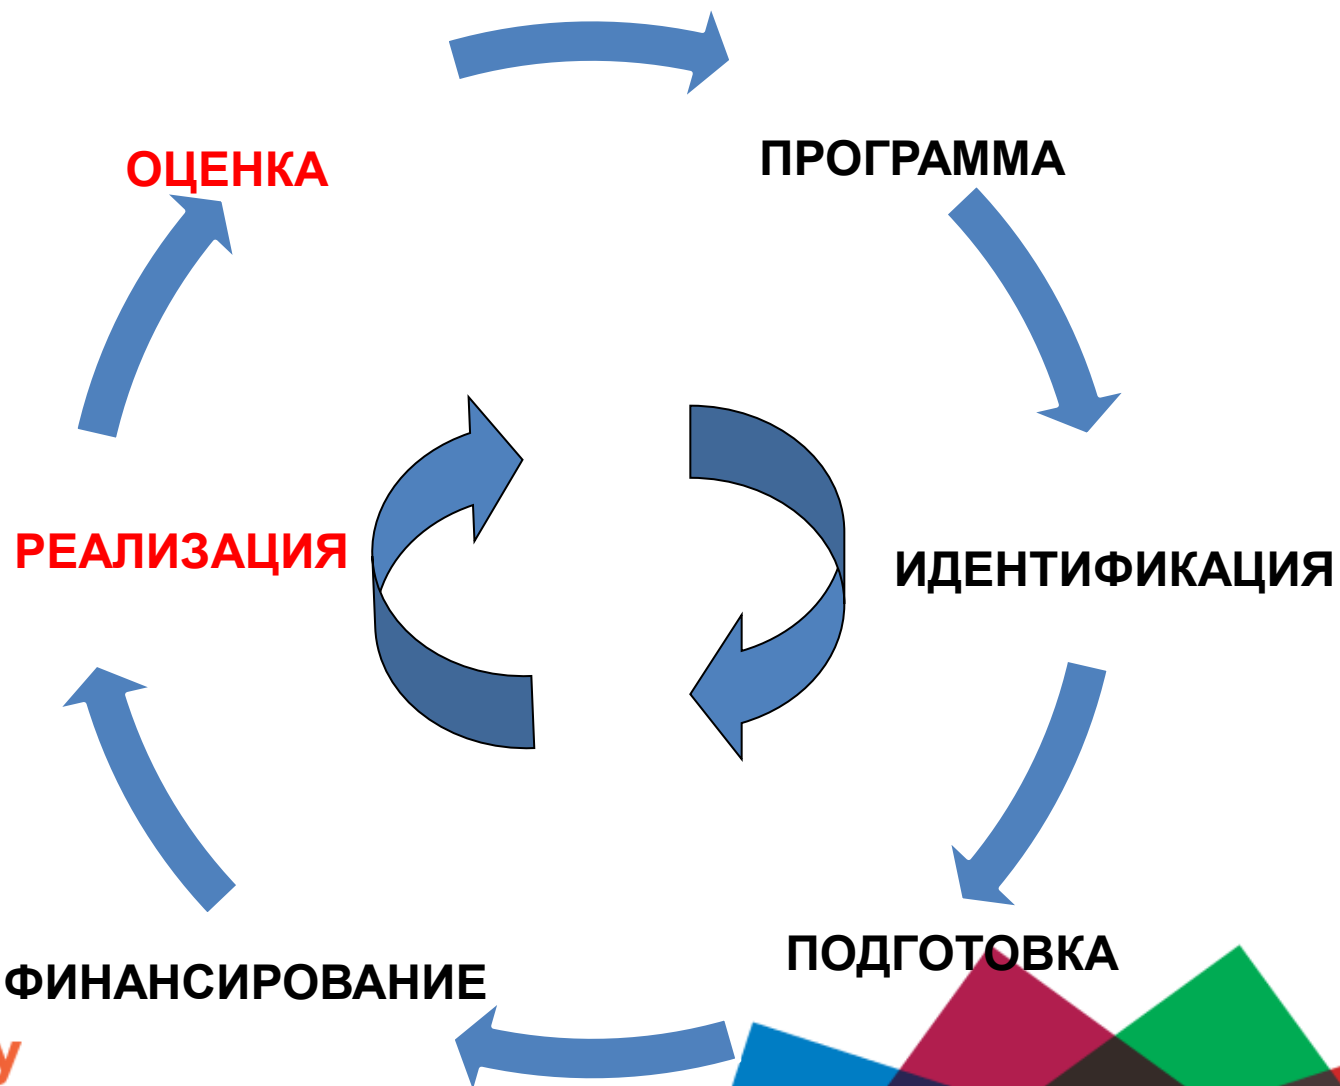 ОЦЕНКА
ПРОГРАММА
РЕАЛИЗАЦИЯ
ИДЕНТИФИКАЦИЯ
ПОДГОТОВКА
ФИНАНСИРОВАНИЕ
y